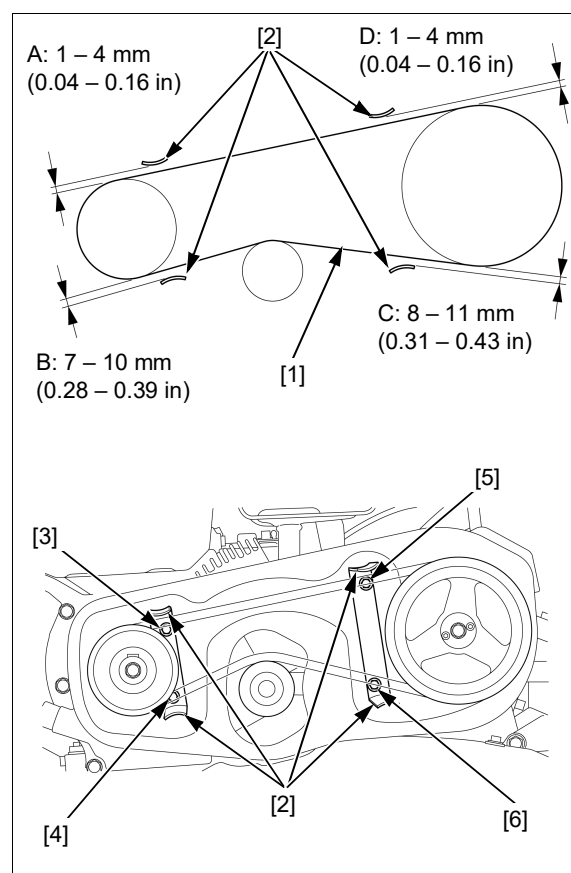 [2]
A: 1 – 4 mm
(0.04 – 0.16 in)
D: 1 – 4 mm
(0.04 – 0.16 in)
B: 7 – 10 mm
(0.28 – 0.39 in)
[1]
C: 8 – 11 mm
(0.31 – 0.43 in)
[5]
[3]
[2]
[4]
[6]